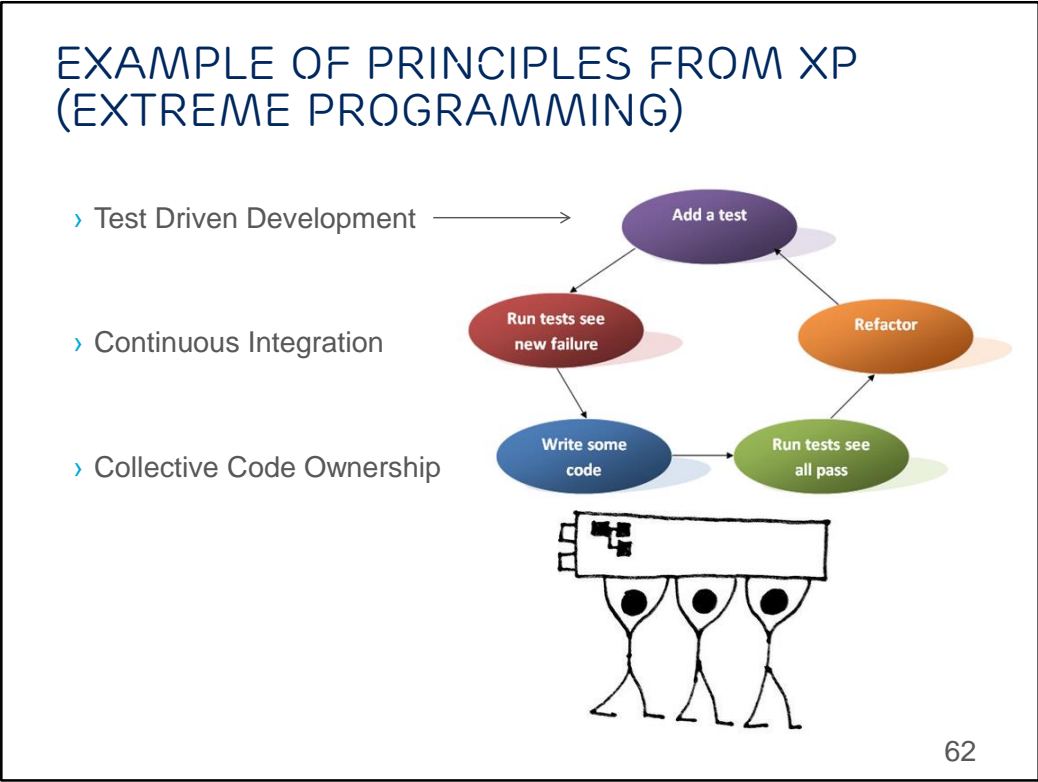 EXAMPLE OF PRINCIPLES FROM XP
(EXTREME PROGRAMMING)
› Test Driven Development
› Continuous Integration
› Collective Code Ownership
Add a test
Run tests see
new failure
Write some
code
Run tests see
all pass
Refactor
62